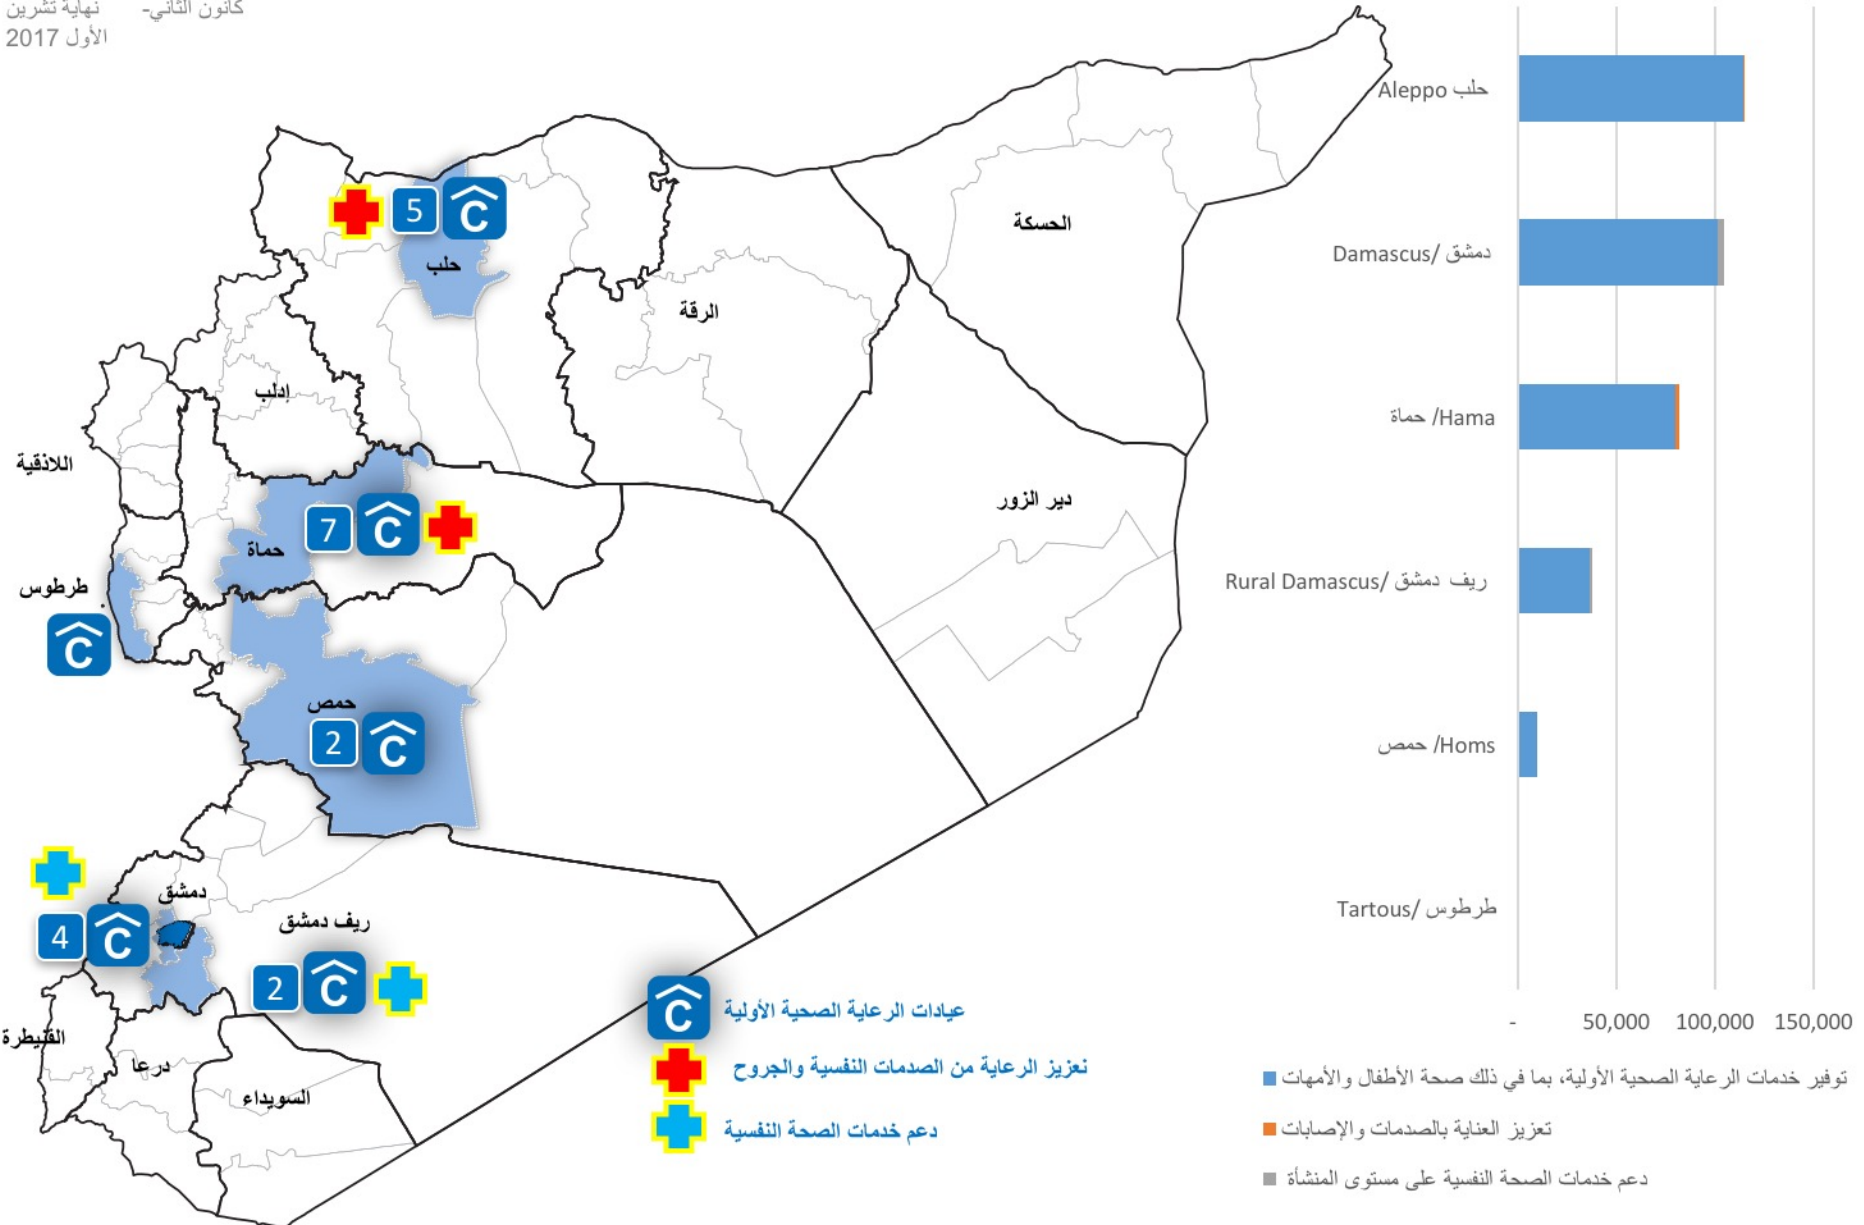 كانون الثاني- نهاية تشرين
الأول 2017
5
C
حلب
الحسكة
الرقة
إدلب
اللاذقية
دير الزور
7
C
حماة
طرطوس
C
حمص
2
C
دمشق
4
C
ريف دمشق
2
C
القنيطرة
درعا
السويداء
C
عيادات الرعاية الصحية الأولية
نعزيز الرعاية من الصدمات النفسية والجروح
دعم خدمات الصحة النفسية
حلب Aleppo
دمشق /Damascus
حماة /Hama
ريف دمشق /Rural Damascus
حمص /Homs
طرطوس /Tartous
- 50,000 100,000 150,000
توفير خدمات الرعاية الصحية الأولية، بما في ذلك صحة الأطفال والأمهات
تعزيز العناية بالصدمات والإصابات
دعم خدمات الصحة النفسية على مستوى المنشأة